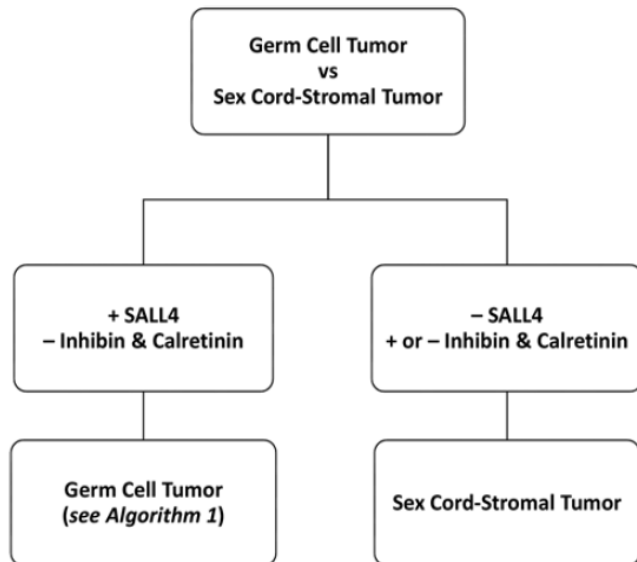 Germ Cell Tumor
vs
Sex Cord-Stromal Tumor
+ SALL4
– Inhibin & Calretinin
– SALL4
+ or – Inhibin & Calretinin
Germ Cell Tumor
(see Algorithm 1)
Sex Cord-Stromal Tumor